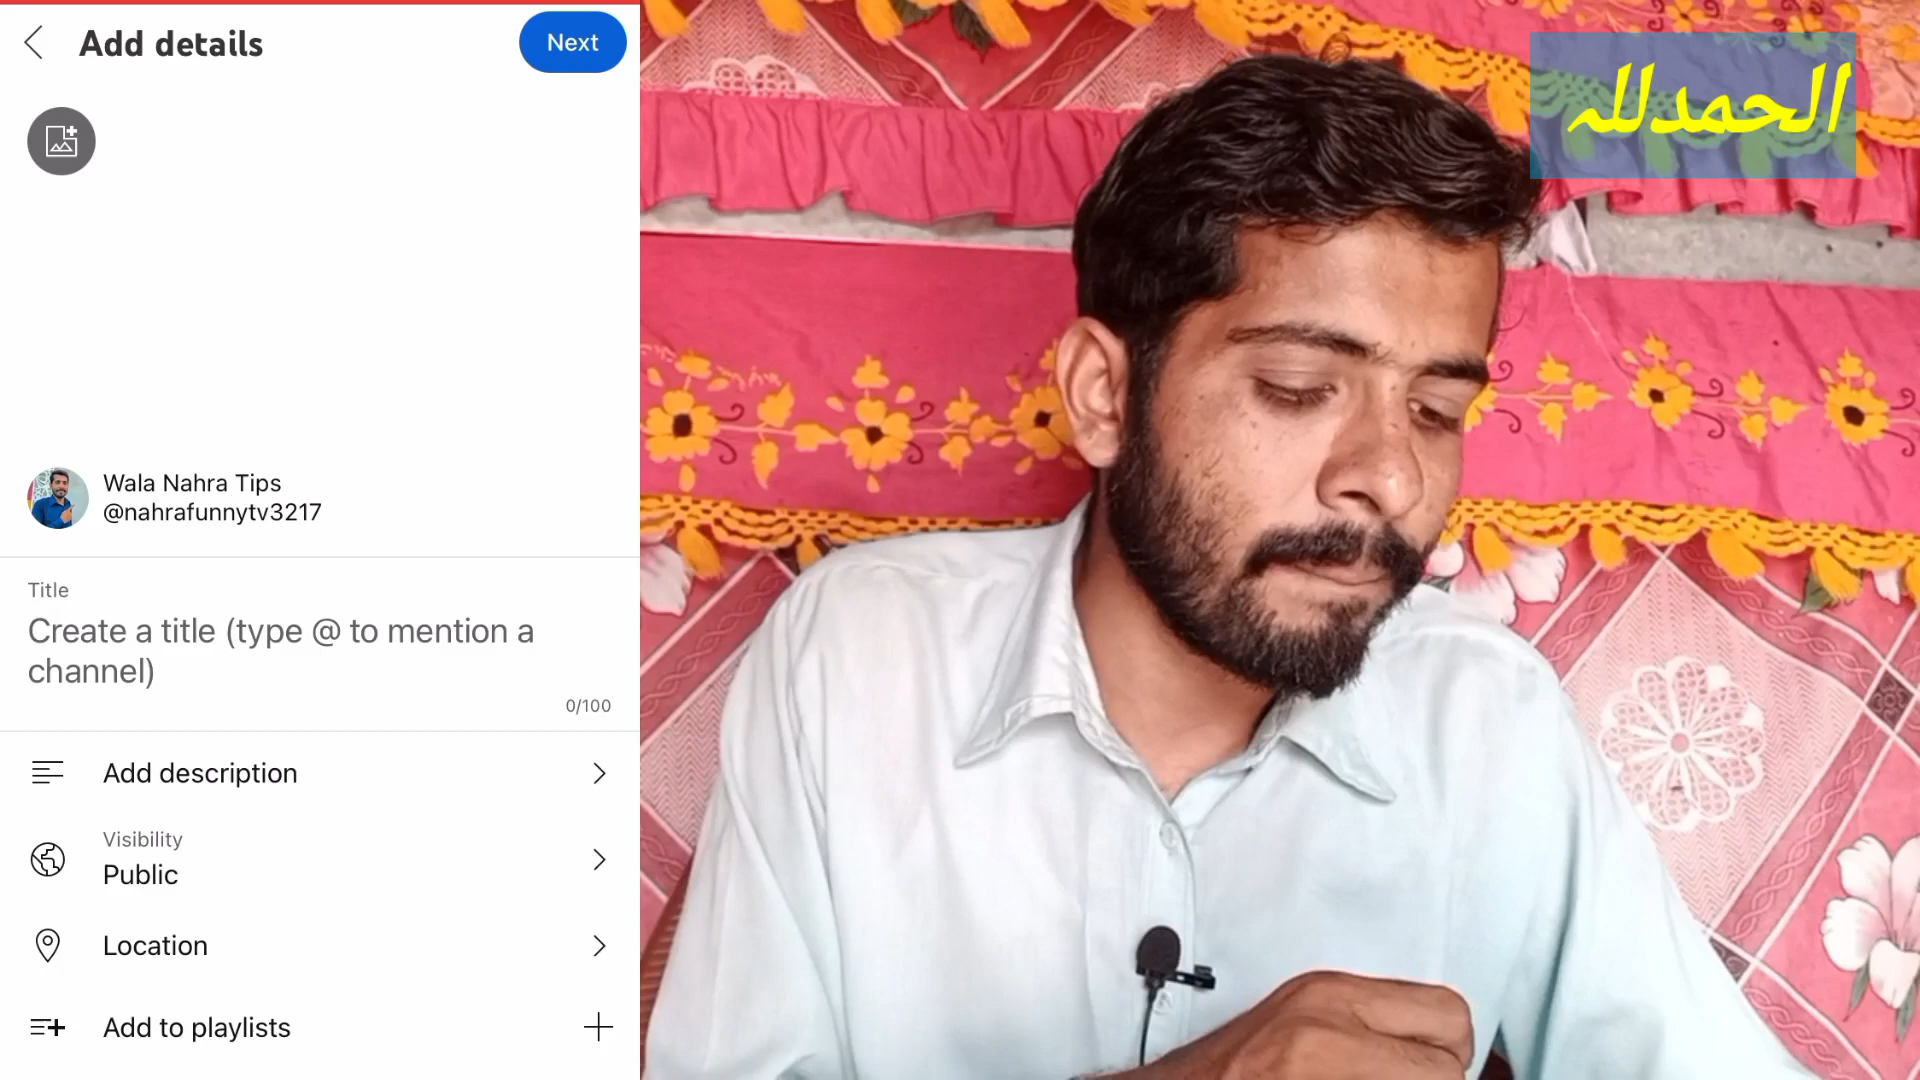 Add details
Next
الحمدللہ
Wala Nahra Tips
@nahrafunnytv3217
Title
Create a title (type @ to mention a
channel)
0/100
Add description
Visibility
Public
Location
Add to playlists